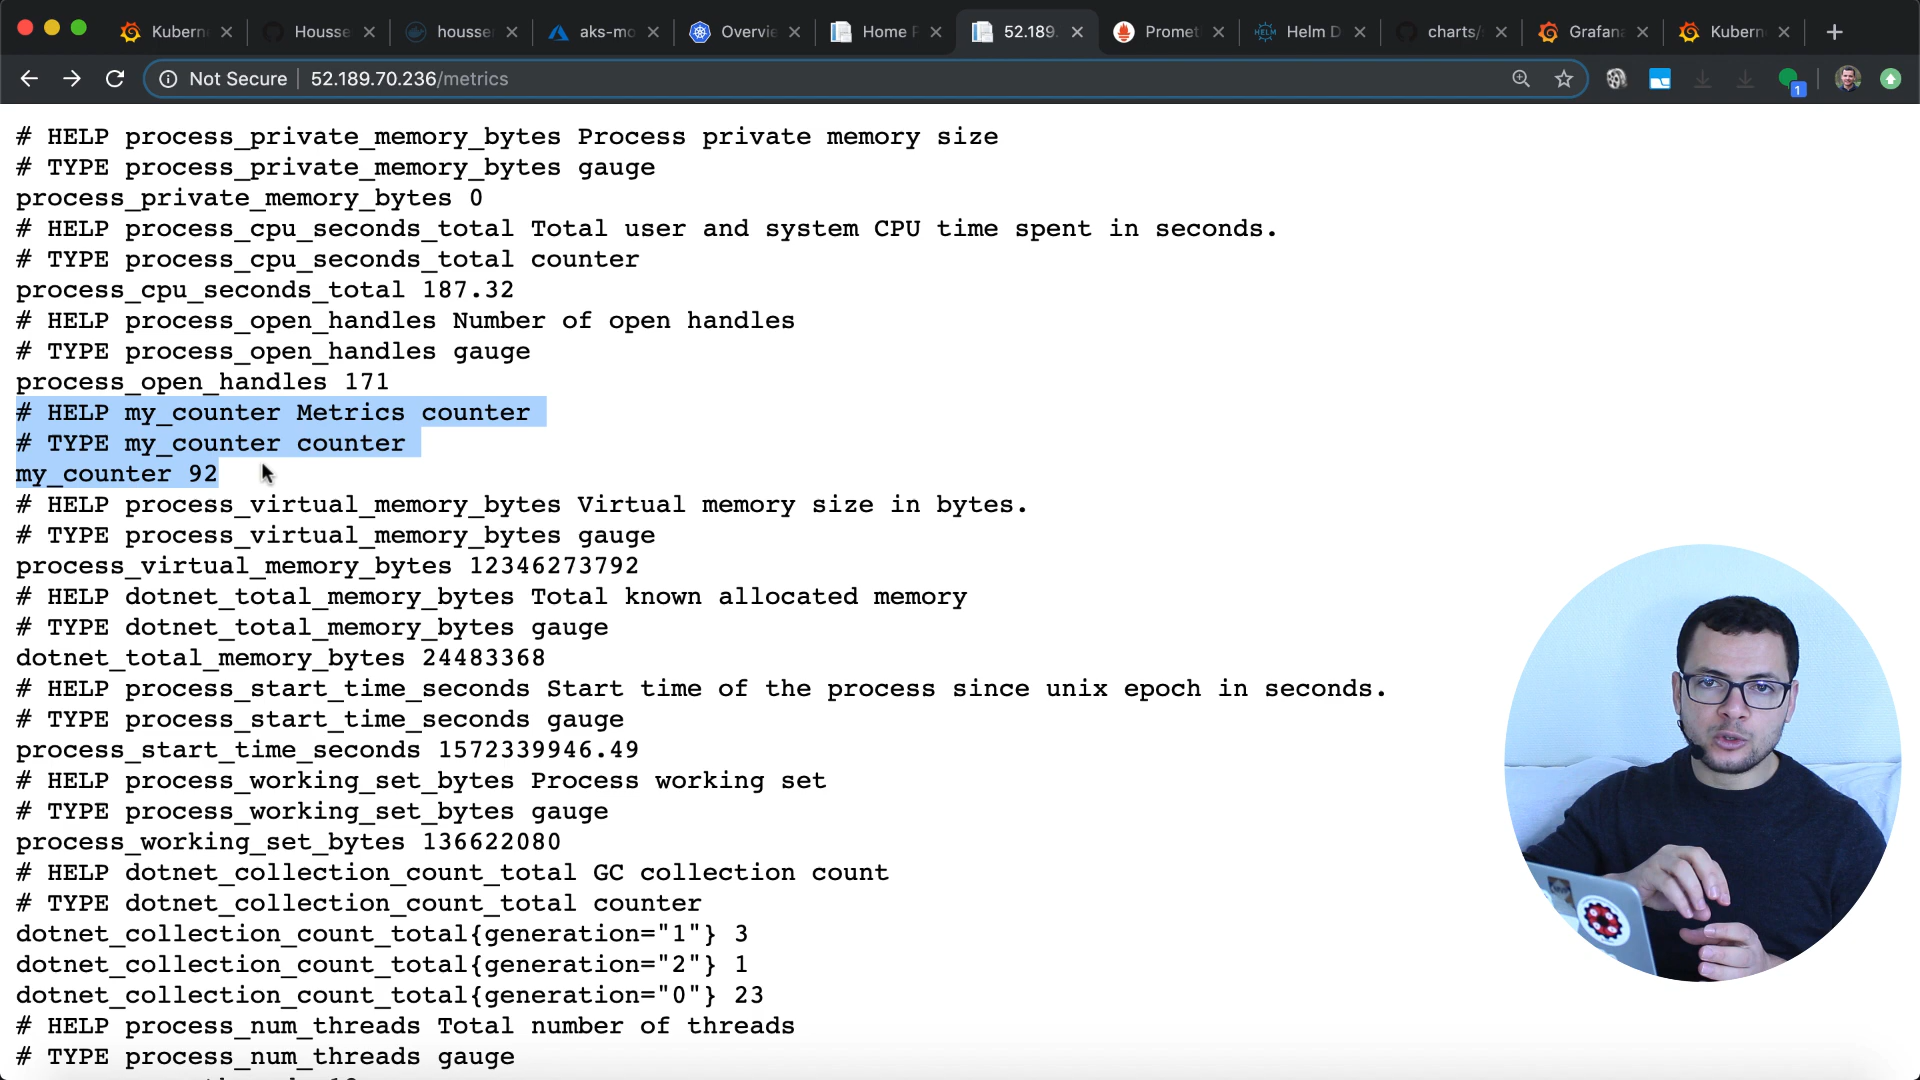 Kubern
Housse
housse
aks-mo
Overvie
Home P
52.189.
Promet
HELM
Helm D
charts/
Grafana
Kubern
Not Secure
52.189.70.236/metrics
1
# HELP process_private_memory_bytes Process private memory size
# TYPE process_private_memory_bytes gauge
process_private_memory_bytes 0
# HELP process_cpu_seconds_total Total user and system CPU time spent in seconds.
# TYPE process_cpu_seconds_total counter
process_cpu_seconds_total 187.32
# HELP process_open_handles Number of open handles
# TYPE process_open_handles gauge
process_open_handles 171
# HELP my_counter Metrics counter
# TYPE my_counter counter
my_counter 92
# HELP process_virtual_memory_bytes Virtual memory size in bytes.
# TYPE process_virtual_memory_bytes gauge
process_virtual_memory_bytes 12346273792
# HELP dotnet_total_memory_bytes Total known allocated memory
# TYPE dotnet_total_memory_bytes gauge
dotnet_total_memory_bytes 24483368
# HELP process_start_time_seconds Start time of the process since unix epoch in seconds.
# TYPE process_start_time_seconds gauge
process_start_time_seconds 1572339946.49
# HELP process_working_set_bytes Process working set
# TYPE process_working_set_bytes gauge
process_working_set_bytes 136622080
# HELP dotnet_collection_count_total GC collection count
# TYPE dotnet_collection_count_total counter
dotnet_collection_count_total{generation="1"} 3
dotnet_collection_count_total{generation="2"} 1
dotnet_collection_count_total{generation="0"} 23
# HELP process_num_threads Total number of threads
# TYPE process_num_threads gauge